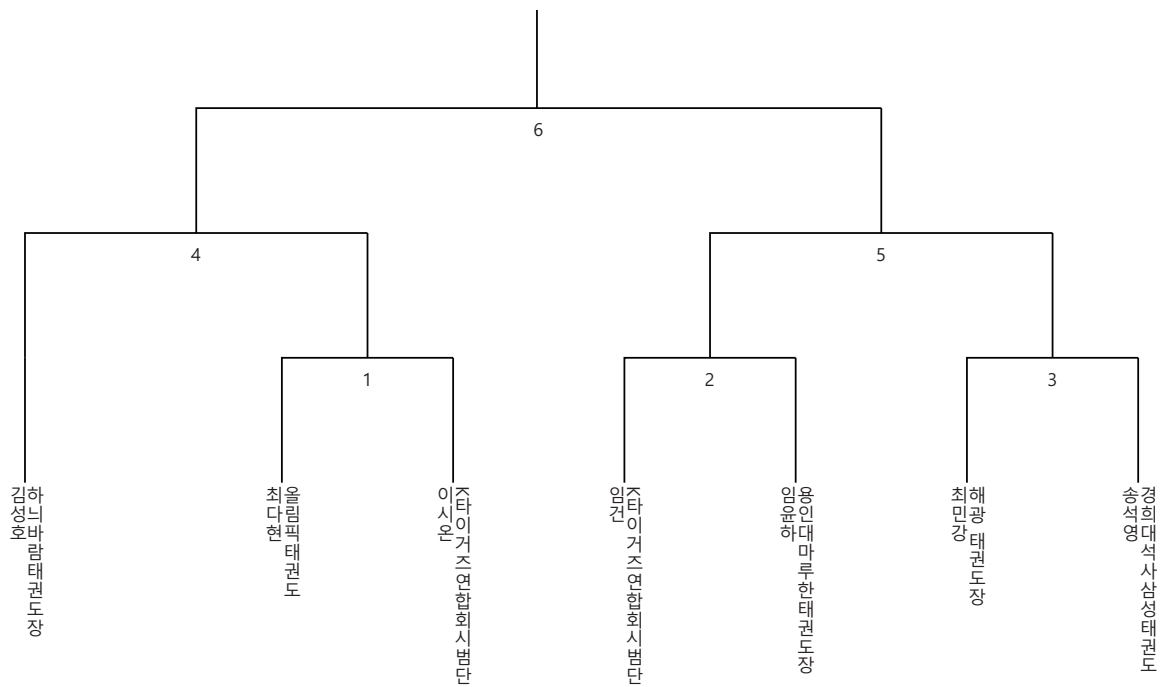 6
4
5
1
2
3
하늬바람태권도장
김성호
올림픽태권도
최다현
K타이거즈연합회시범단
이시온
K타이거즈연합회시범단
임건
용인대마루한태권도장
임윤하
해광 태권도장
최민강
경희대석사삼성태권도
송석영